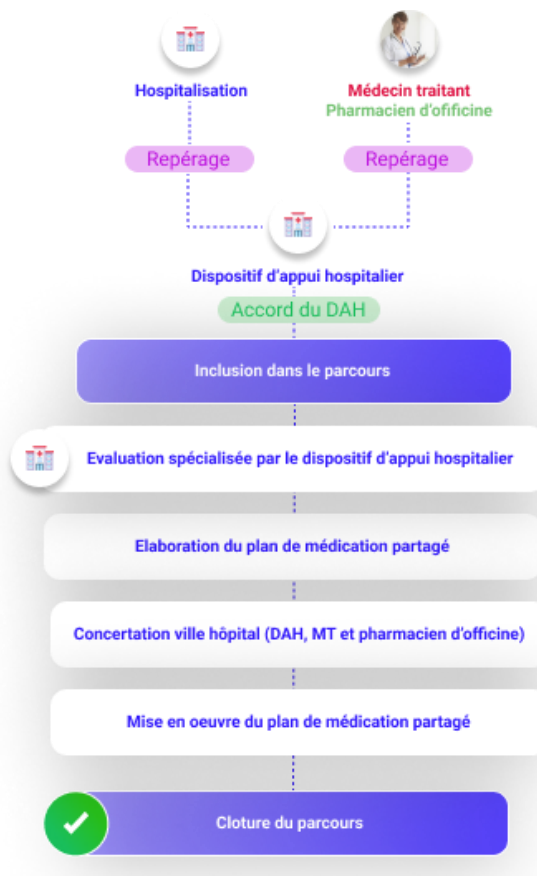 Hospitalisation
Médecin traitant
Pharmacien d'ofificine
Repérage
Repérage
Dispositif d'appui hospitalier
Accord du DAH
Inclusion dans le parcours
Evaluation spécialisée par le dispositif d'appui hospitalier
Elaboration du plan de médication partagé
Concertation ville hôpital (DAH, MT et pharmacien d'officine)
Mise en oeuvre du plan de médication partagé
Cloture du parcours